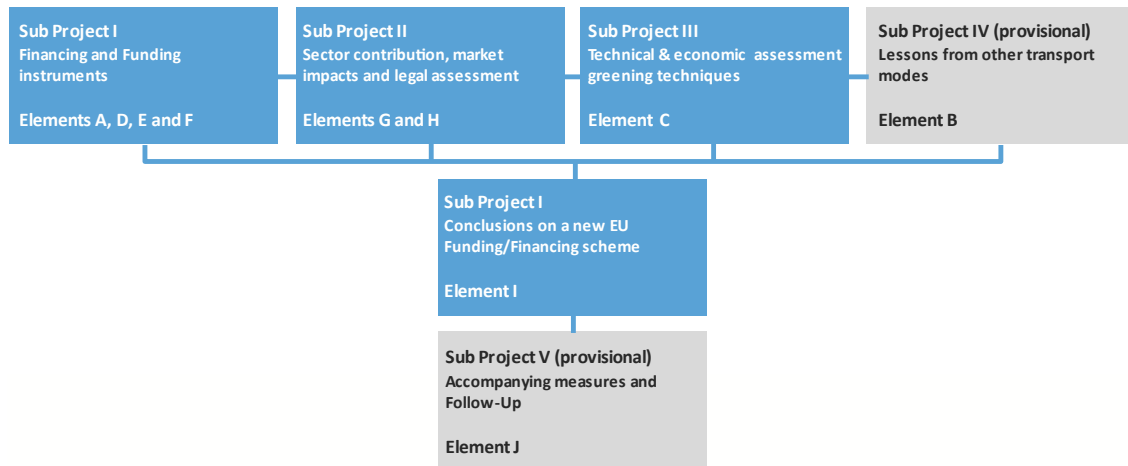 Sub Project I
Financing and Funding
instruments
Elements A, D, E and F
Sub Project II
Sector contribution, market
impacts and legal assessment
Elements G and H
Sub Project III
Technical & economic assessment
greening techniques
Element C
Sub Project IV (provisional)
Lessons from other transport
modes
Element B
Sub Project I
Conclusions on a new EU
Funding/Financing scheme
Element I
Sub Project V (provisional)
Accompanying measures and
Follow-Up
Element J